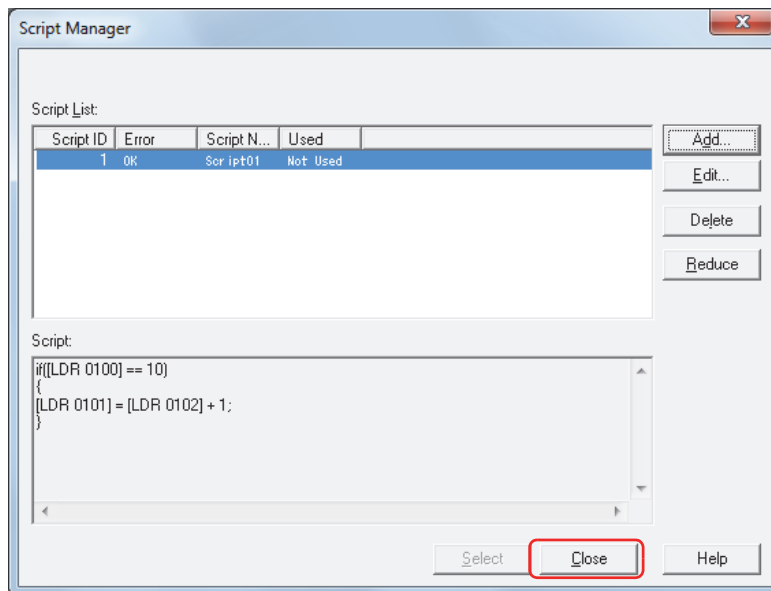 Script Manager
Script List:
Script ID Error Script N... Used
1 OK Script01 Not Used
Add...
Edit...
Delete
Reduce
Script:
if([LDR 0100] == 10)
{
[LDR 0101] = [LDR 0102] + 1;
}
Select Close Help